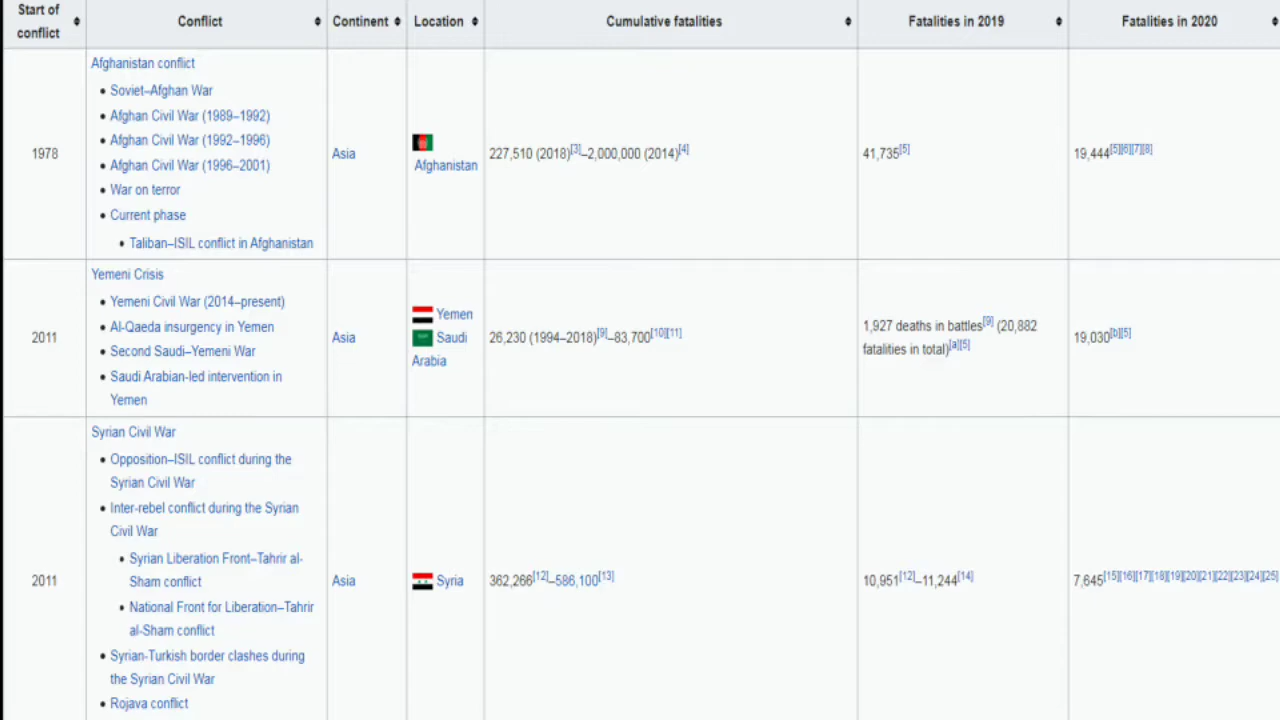 Start of conflict
Conflict
Continent
Location
Cumulative fatalities
Fatalities in 2019
Fatalities in 2020
1978
Afghanistan conflict
Soviet–Afghan War
Afghan Civil War (1989–1992)
Afghan Civil War (1992–1996)
Afghan Civil War (1996–2001)
War on terror
Current phase
Taliban–ISIL conflict in Afghanistan
Asia
Afghanistan
227,510 (2018)[3]–2,000,000 (2014)[4]
41,735[5]
19,444[5][6][7][8]
2011
Yemeni Crisis
Yemeni Civil War (2014–present)
Al-Qaeda insurgency in Yemen
Second Saudi–Yemeni War
Saudi Arabian-led intervention in
Yemen
Asia
Yemen
Saudi
Arabia
26,230 (1994–2018)[9]–83,700[10][11]
1,927 deaths in battles[9] (20,882
fatalities in total)[a][5]
19,030[b][5]
2011
Syrian Civil War
Opposition–ISIL conflict during the
Syrian Civil War
Inter-rebel conflict during the Syrian
Civil War
Syrian Liberation Front–Tahrir al-
Sham conflict
National Front for Liberation–Tahrir
al-Sham conflict
Syrian-Turkish border clashes during
the Syrian Civil War
Rojava conflict
Asia
Syria
362,266[12]–586,100[13]
10,951[12]–11,244[14]
7,645[15][16][17][18][19][20][21][22][23][24][25]